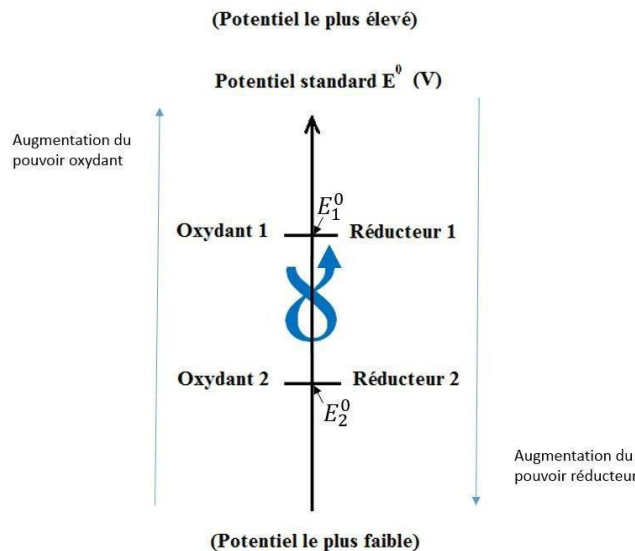 (Potentiel le plus élevé)
Potentiel standard E⁰ (V)
Augmentation du
pouvoir oxydant
E₁⁰
Oxydant 1 Réducteur 1
Oxydant 2 Réducteur 2
E₂⁰
Augmentation du
pouvoir réducteur
(Potentiel le plus faible)